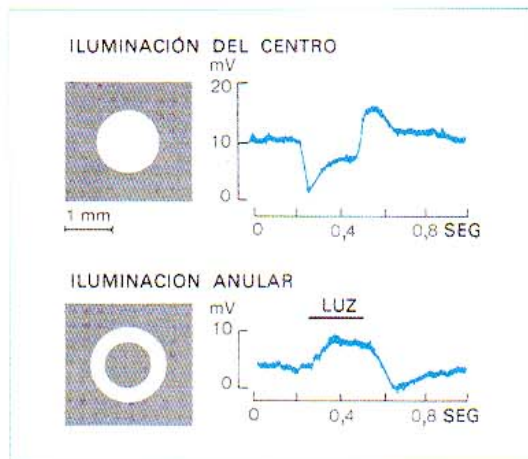 ILUMINACIÓN DEL CENTRO
mV
20
10
0
1 mm
0 0,4 0,8 SEG
ILUMINACION ANULAR
mV
LUZ
10
0
0 0,4 0,8 SEG